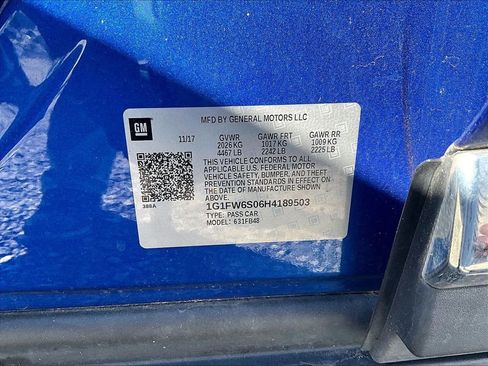 GM
MFD BY GENERAL MOTORS LLC
11/17 GVWR GAWR FRT GAWR RR
2026 KG 1017 KG 1009 KG
4467 LB 2242 LB 2225 LB
THIS VEHICLE CONFORMS TO ALL
APPLICABLE U.S. FEDERAL MOTOR
VEHICLE SAFETY, BUMPER, AND THEFT
PREVENTION STANDARDS IN EFFECT ON
THE DATE OF MANUFACTURE SHOWN
ABOVE.
388A
1G1FW6S06H4189503
TYPE: PASS CAR
MODEL: 631FB48